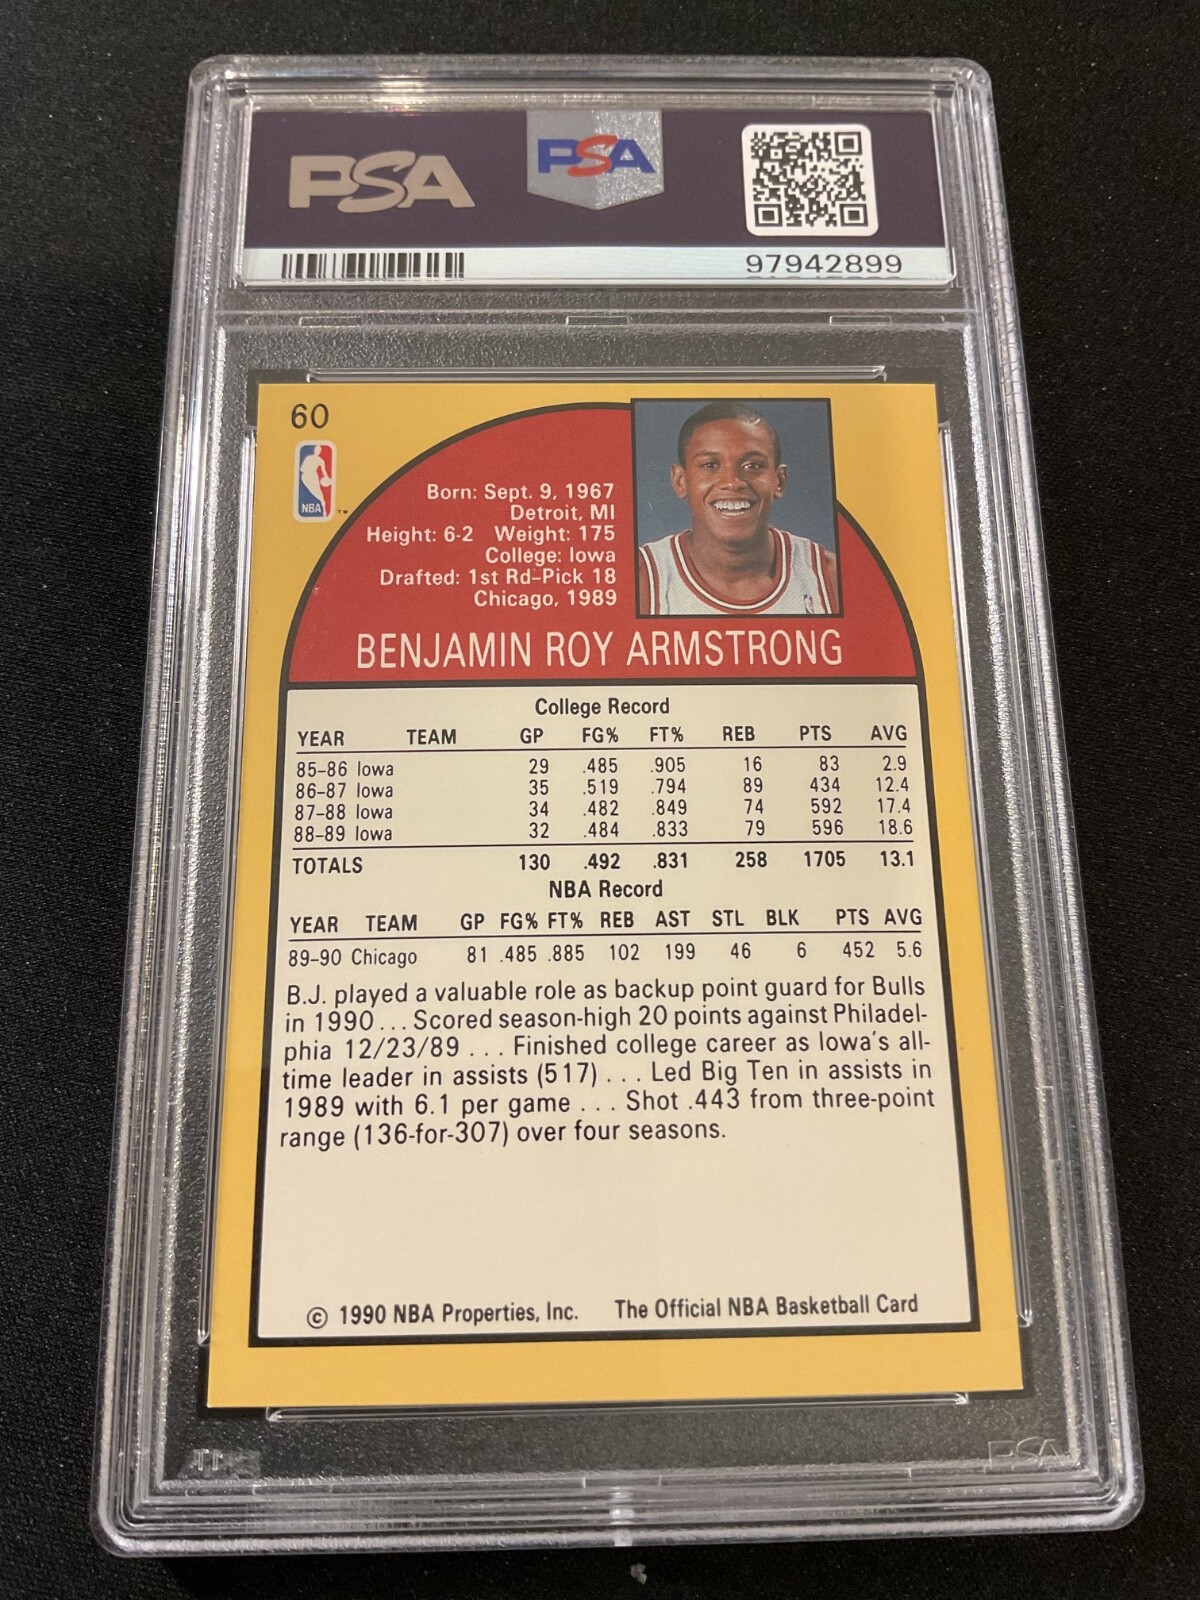 PSA
PSA
97942899
60
NBA
TM
Born: Sept. 9, 1967
Detroit, MI
Height: 6-2 Weight: 175
College: Iowa
Drafted: 1st Rd–Pick 18
Chicago, 1989
BENJAMIN ROY ARMSTRONG
College Record
YEAR TEAM GP FG% FT% REB PTS AVG
85–86 Iowa 29 .485 .905 16 83 2.9
86–87 Iowa 35 .519 .794 89 434 12.4
87–88 Iowa 34 .482 .849 74 592 17.4
88–89 Iowa 32 .484 .833 79 596 18.6
TOTALS 130 .492 .831 258 1705 13.1
NBA Record
YEAR TEAM GP FG% FT% REB AST STL BLK PTS AVG
89–90 Chicago 81 .485 .885 102 199 46 6 452 5.6
B.J. played a valuable role as backup point guard for Bulls
in 1990 . . . Scored season-high 20 points against Philadel-
phia 12/23/89 . . . Finished college career as Iowa's all-
time leader in assists (517) . . . Led Big Ten in assists in
1989 with 6.1 per game . . . Shot .443 from three-point
range (136-for-307) over four seasons.
© 1990 NBA Properties, Inc. The Official NBA Basketball Card
PSA